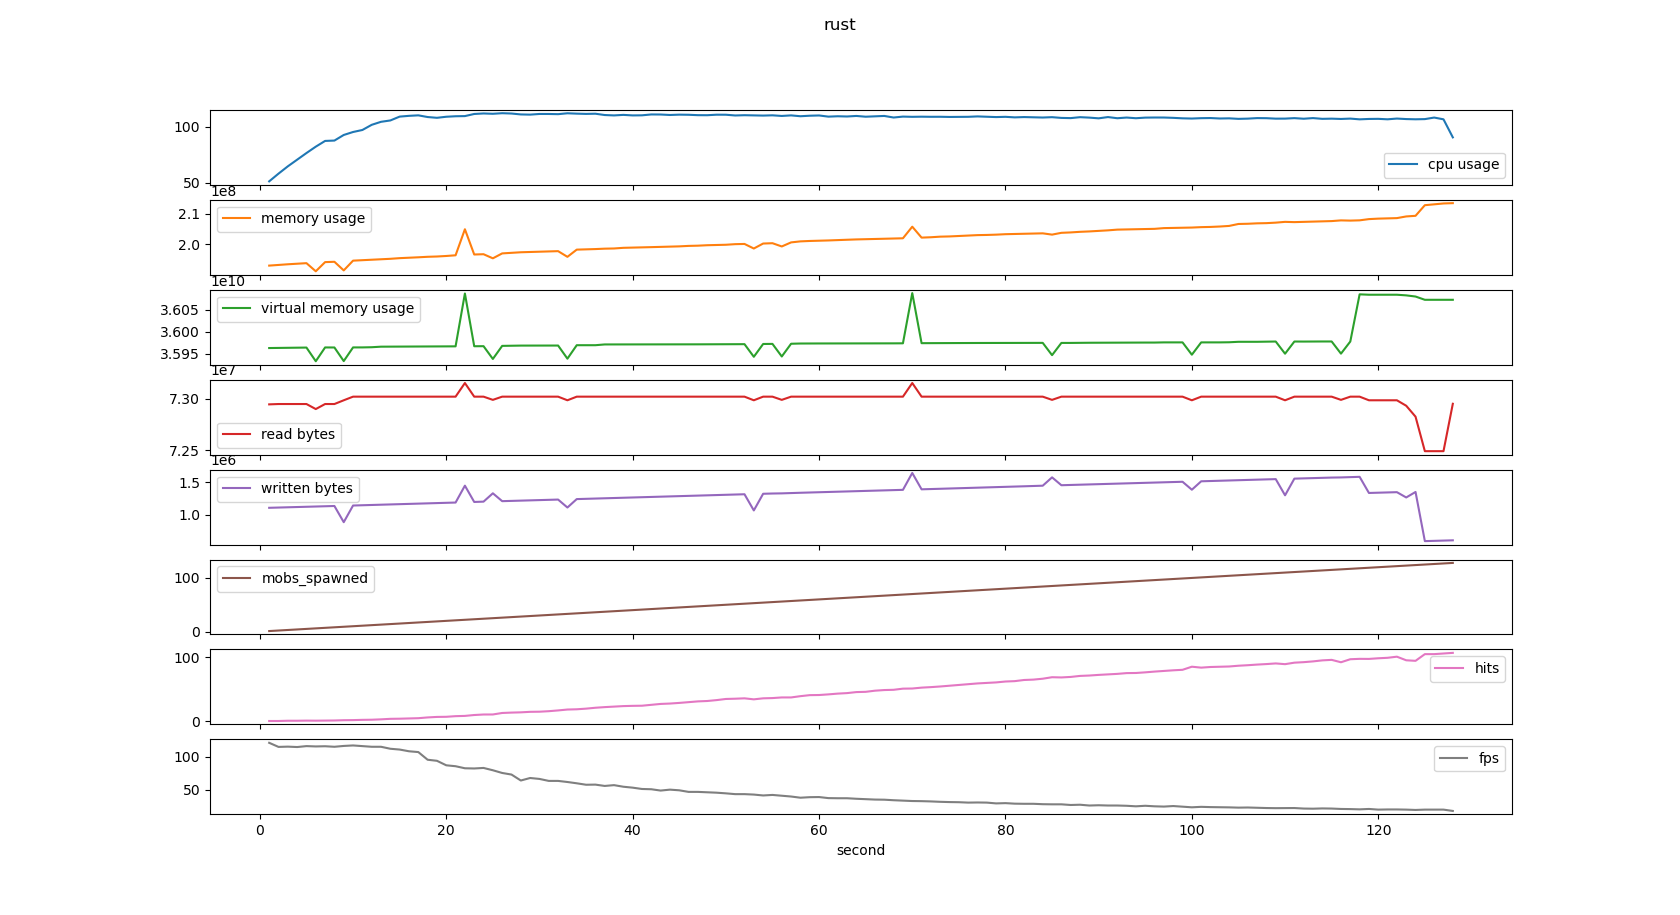 rust
100
50
cpu usage
1e8
2.1
2.0
memory usage
1e10
3.605
3.600
3.595
virtual memory usage
1e7
7.30
7.25
read bytes
1e6
1.5
1.0
written bytes
100
0
mobs_spawned
100
0
hits
100
50
fps
0 20 40 60 80 100 120
second